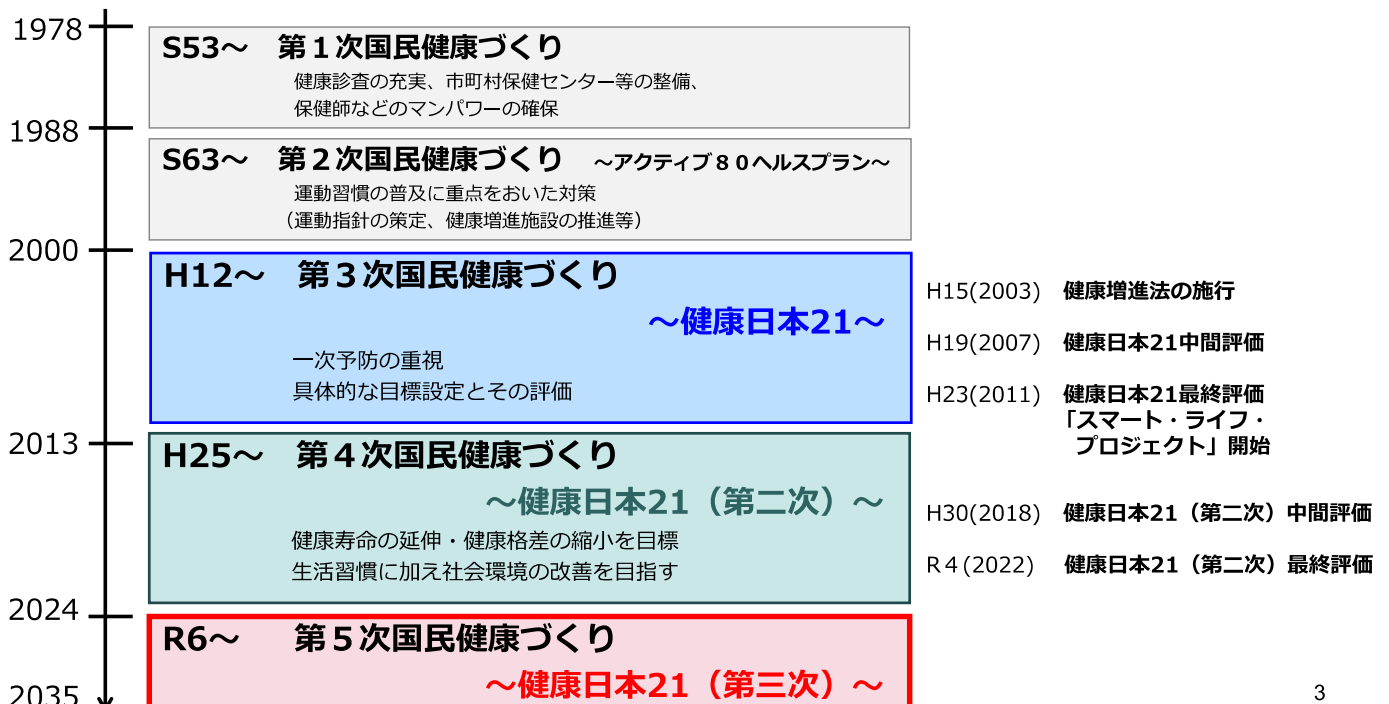 1978
S53～ 第１次国民健康づくり
健康診査の充実、市町村保健センター等の整備、
保健師などのマンパワーの確保
1988
S63～ 第２次国民健康づくり ～アクティブ８０ヘルスプラン～
運動習慣の普及に重点をおいた対策
（運動指針の策定、健康増進施設の推進等）
2000
H12～ 第３次国民健康づくり
～健康日本21～
一次予防の重視
具体的な目標設定とその評価
H15(2003) 健康増進法の施行
H19(2007) 健康日本21中間評価
H23(2011) 健康日本21最終評価
「スマート・ライフ・
プロジェクト」開始
2013
H25～ 第４次国民健康づくり
～健康日本21（第二次）～
健康寿命の延伸・健康格差の縮小を目標
生活習慣に加え社会環境の改善を目指す
H30(2018) 健康日本21（第二次）中間評価
R４(2022) 健康日本21（第二次）最終評価
2024
R6～ 第５次国民健康づくり
～健康日本21（第三次）～
2035
3